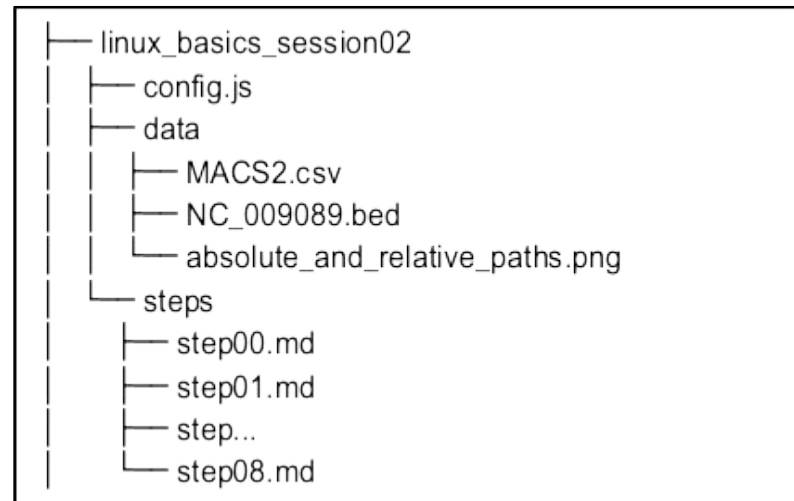 linux_basics_session02
config.js
data
MACS2.csv
NC_009089.bed
absolute_and_relative_paths.png
steps
step00.md
step01.md
step...
step08.md